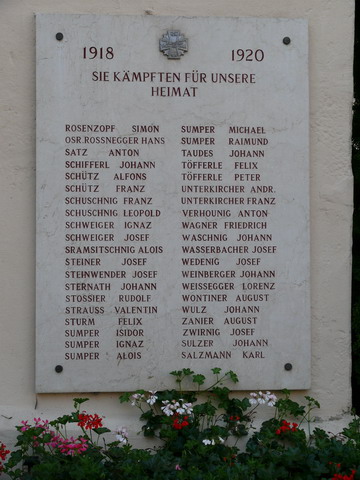 1918 1920
SIE KÄMPFTEN FÜR UNSERE
HEIMAT
ROSENZOPF SIMON
OSR. ROSSNEGGER HANS
SATZ ANTON
SCHIFFERL JOHANN
SCHÜTZ ALFONS
SCHÜTZ FRANZ
SCHUSCHNIG FRANZ
SCHUSCHNIG LEOPOLD
SCHWEIGER IGNAZ
SCHWEIGER JOSEF
SRAMSITSCHNIG ALOIS
STEINER JOSEF
STEINWENDER JOSEF
STERNATH JOHANN
STOSSIER RUDOLF
STRAUSS VALENTIN
STURM FELIX
SUMPER ISIDOR
SUMPER IGNAZ
SUMPER ALOIS
SUMPER MICHAEL
SUMPER RAIMUND
TAUDES JOHANN
TÖFFERLE FELIX
TÖFFERLE PETER
UNTERKIRCHER ANDR.
UNTERKIRCHER FRANZ
VERHOUNIG ANTON
WAGNER FRIEDRICH
WASCHNIG JOHANN
WASSERBACHER JOSEF
WEDENIG JOSEF
WEINBERGER JOHANN
WEISSEGGER LORENZ
WONTINER AUGUST
WULZ JOHANN
ZANIER AUGUST
ZWIRNIG JOSEF
SULZER JOHANN
SALZMANN KARL